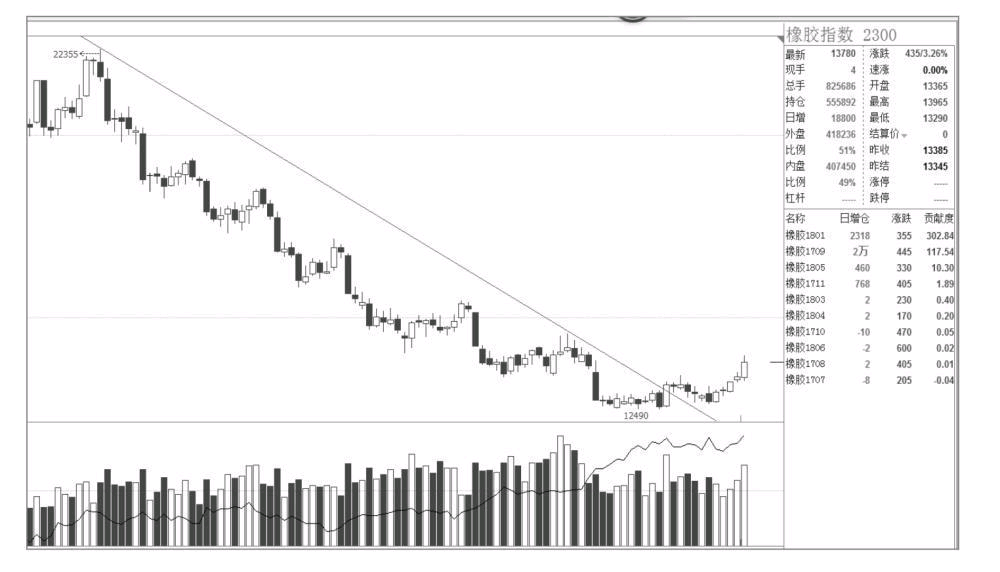 橡胶指数 2300
22355
最新 13780 涨跌 435/3.26%
现手 4 速涨 0.00%
总手 825686 开盘 13365
持仓 555892 最高 13965
日增 18800 最低 13290
外盘 418236 结算价 0
比例 51% 昨收 13385
内盘 407450 昨结 13345
比例 49% 涨停 -----
杠杆 ----- 跌停 -----
名称 日增仓 涨跌 贡献度
橡胶1801 2318 355 302.84
橡胶1709 2万 445 117.54
橡胶1805 460 330 10.30
橡胶1711 768 405 1.89
橡胶1803 2 230 0.40
橡胶1804 2 170 0.20
橡胶1710 -10 470 0.05
橡胶1806 -2 600 0.02
橡胶1708 2 405 0.01
橡胶1707 -8 205 -0.04
12490